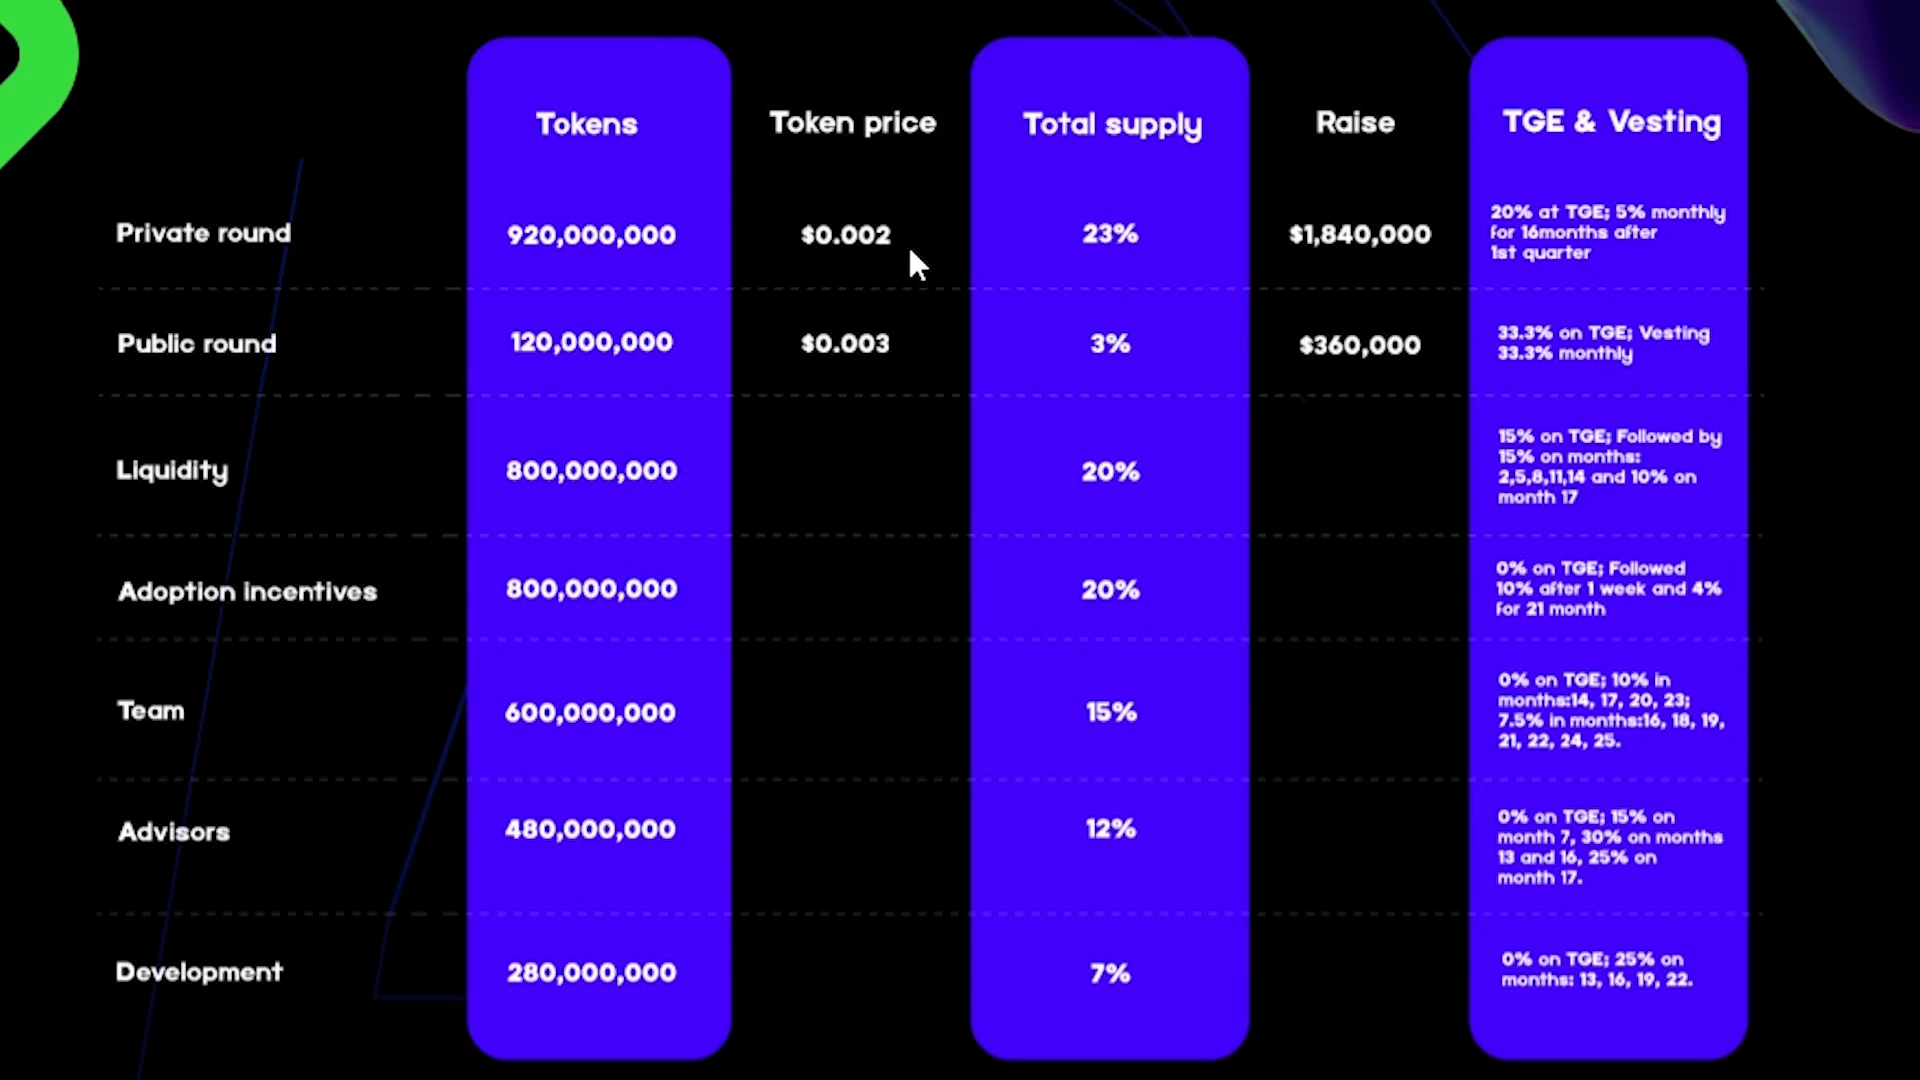 Tokens
Token price
Total supply
Raise
TGE & Vesting
Private round
920,000,000
$0.002
23%
$1,840,000
20% at TGE; 5% monthly
for 16months after
1st quarter
Public round
120,000,000
$0.003
3%
$360,000
33.3% on TGE; Vesting
33.3% monthly
Liquidity
800,000,000
20%
15% on TGE; Followed by
15% on months:
2,5,8,11,14 and 10% on
month 17
Adoption incentives
800,000,000
20%
0% on TGE; Followed
10% after 1 week and 4%
for 21 month
Team
600,000,000
15%
0% on TGE; 10% in
months:14, 17, 20, 23;
7.5% in months:16, 18, 19,
21, 22, 24, 25.
Advisors
480,000,000
12%
0% on TGE; 15% on
month 7, 30% on months
13 and 16, 25% on
month 17.
Development
280,000,000
7%
0% on TGE; 25% on
months: 13, 16, 19, 22.